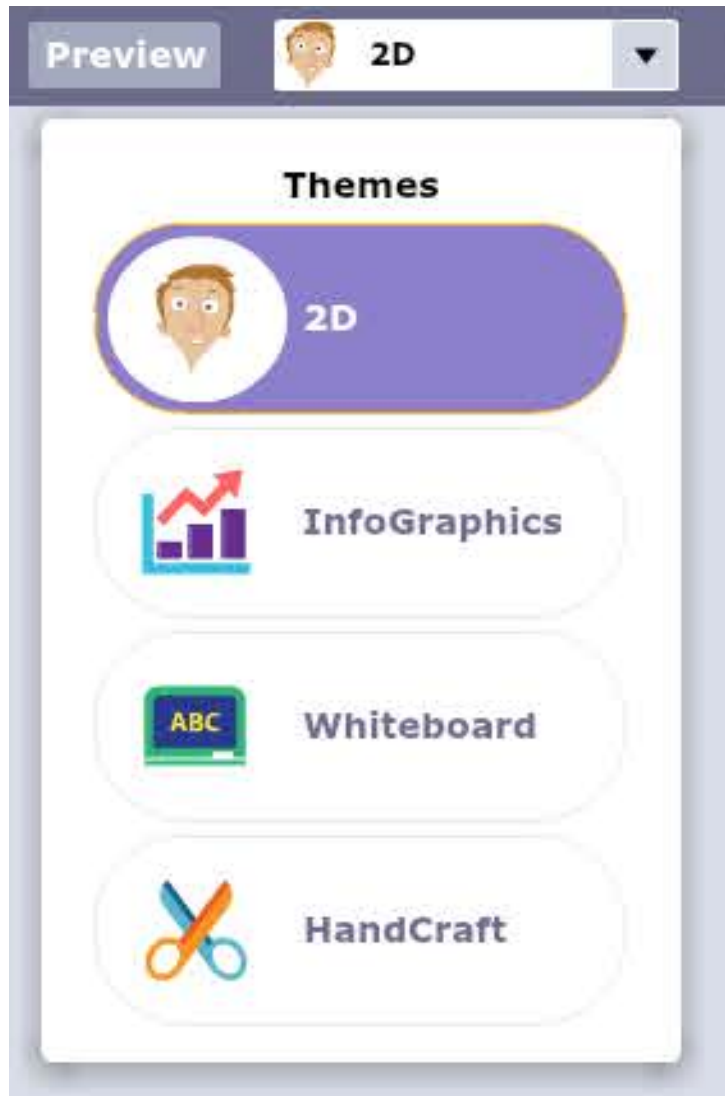 Preview
2D
Themes
2D
InfoGraphics
ABC
Whiteboard
HandCraft